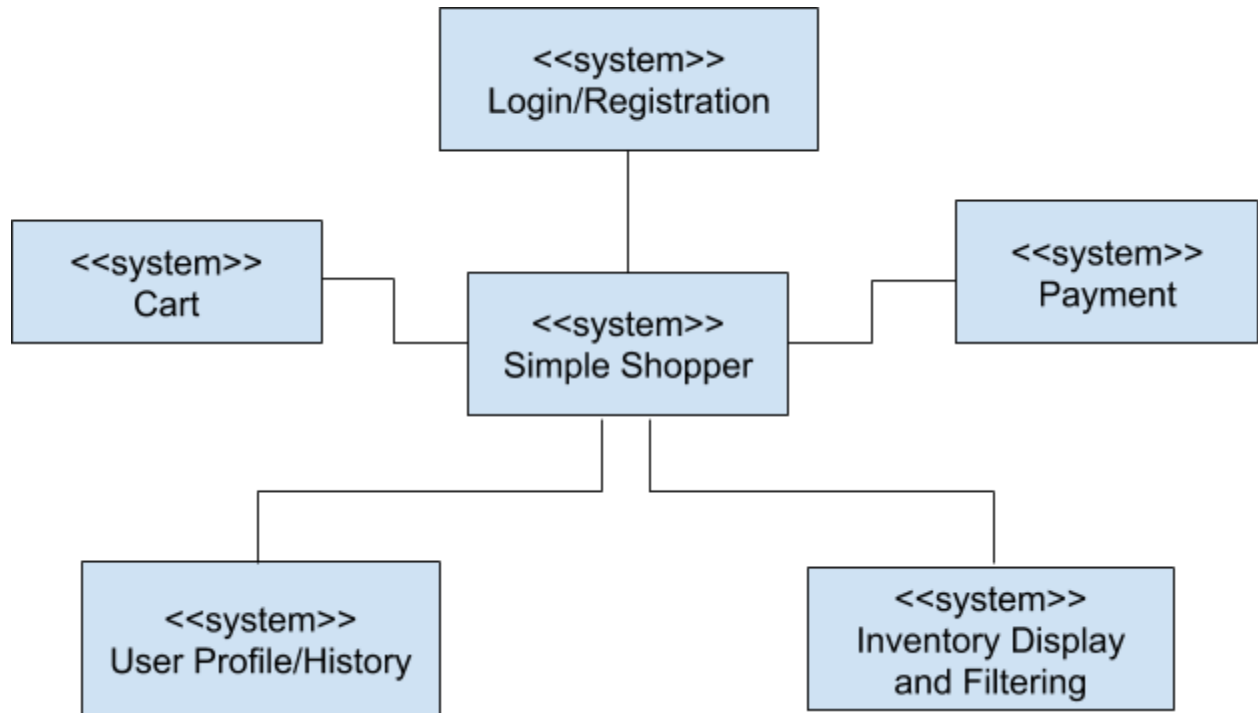 <<system>>
Login/Registration
<<system>>
Cart
<<system>>
Payment
<<system>>
Simple Shopper
<<system>>
User Profile/History
<<system>>
Inventory Display
and Filtering